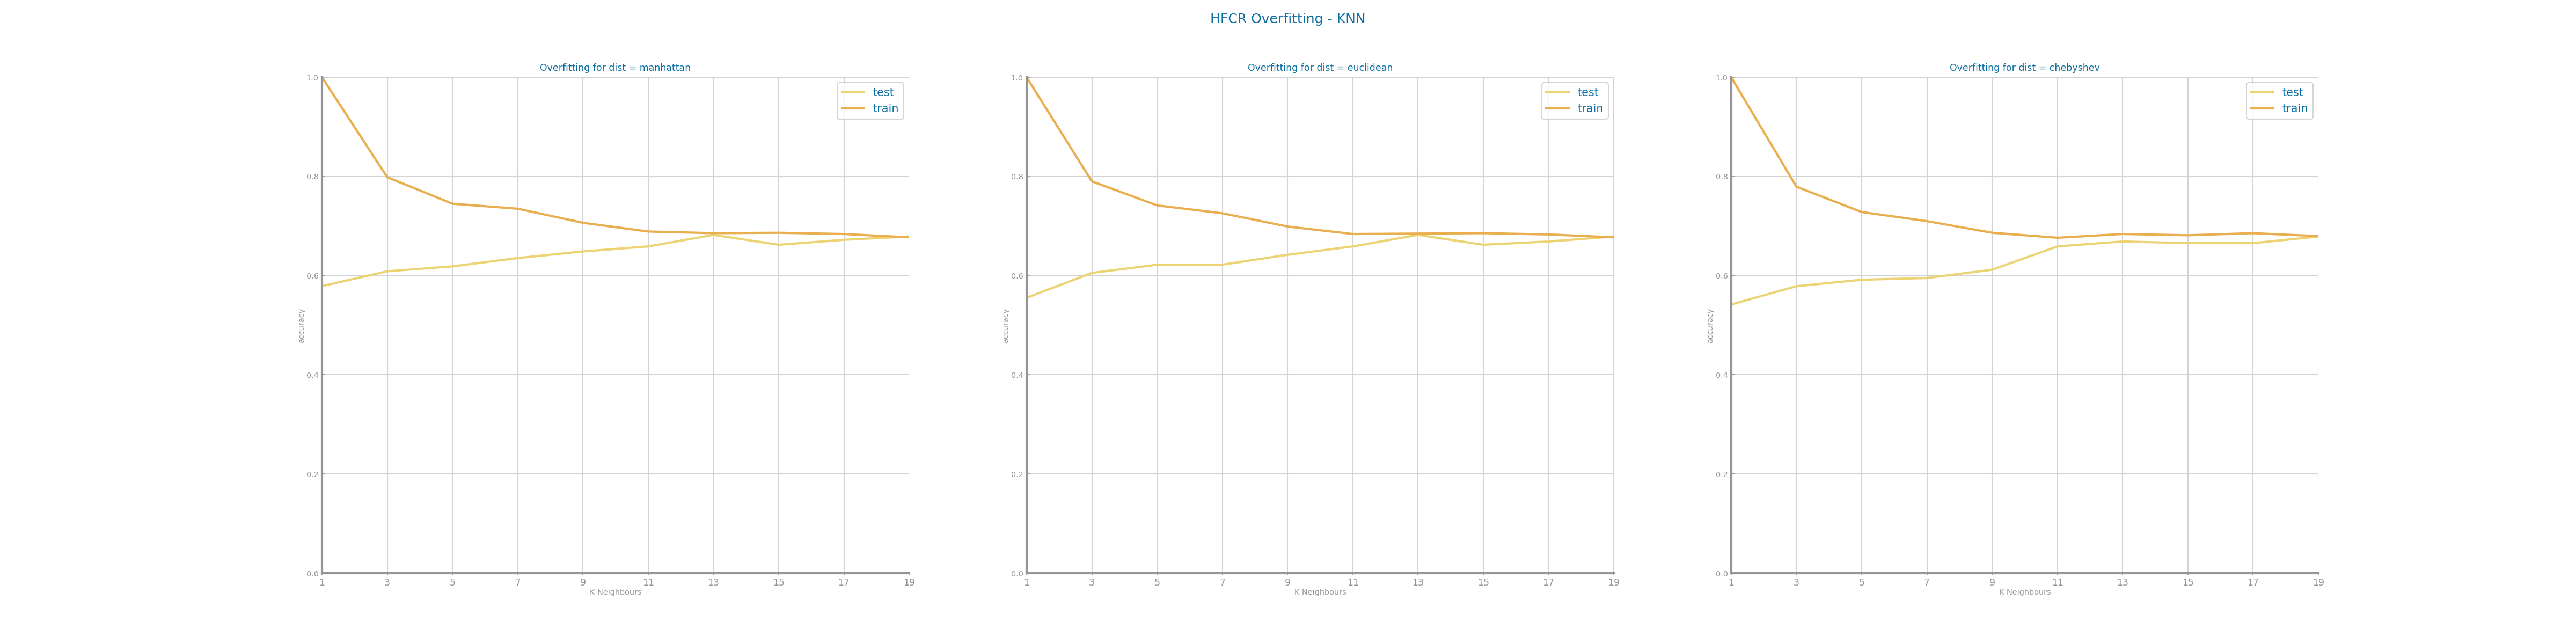 HFCR Overfitting - KNN
Overfitting for dist = manhattan
1.0
0.8
0.6
0.4
0.2
0.0
accuracy
test
train
1 3 5 7 9 11 13 15 17 19
K Neighbours
Overfitting for dist = euclidean
1.0
0.8
0.6
0.4
0.2
0.0
accuracy
test
train
1 3 5 7 9 11 13 15 17 19
K Neighbours
Overfitting for dist = chebyshev
1.0
0.8
0.6
0.4
0.2
0.0
accuracy
test
train
1 3 5 7 9 11 13 15 17 19
K Neighbours